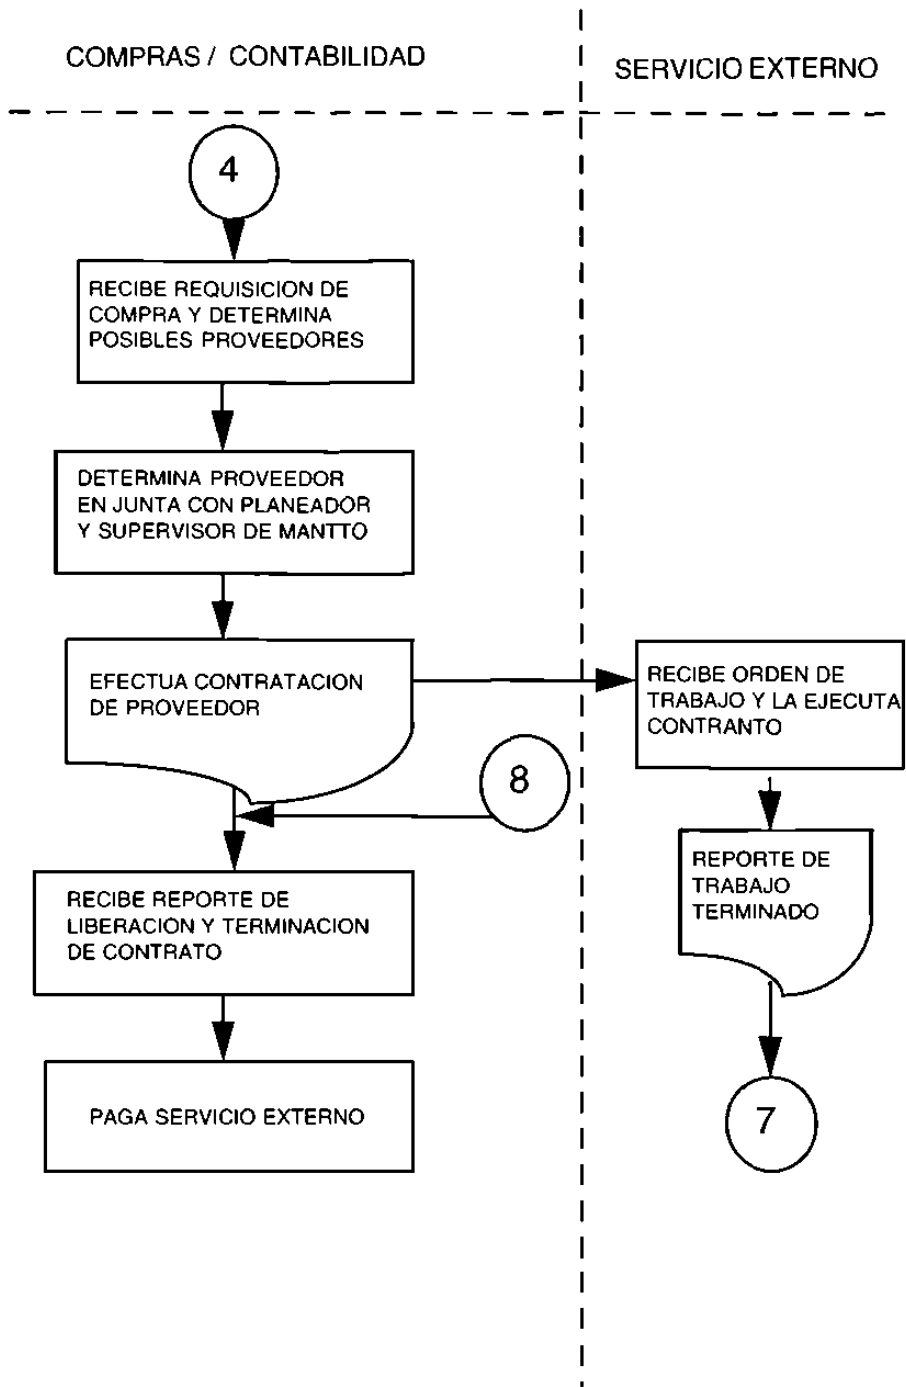 COMPRAS / CONTABILIDAD
SERVICIO EXTERNO
4
RECIBE REQUISICION DE
COMPRA Y DETERMINA
POSIBLES PROVEEDORES
DETERMINA PROVEEDOR
EN JUNTA CON PLANEADOR
Y SUPERVISOR DE MANTTO
EFECTUA CONTRATACION
DE PROVEEDOR
RECIBE ORDEN DE
TRABAJO Y LA EJECUTA
CONTRANTO
8
REPORTE DE
TRABAJO
TERMINADO
RECIBE REPORTE DE
LIBERACION Y TERMINACION
DE CONTRATO
PAGA SERVICIO EXTERNO
7